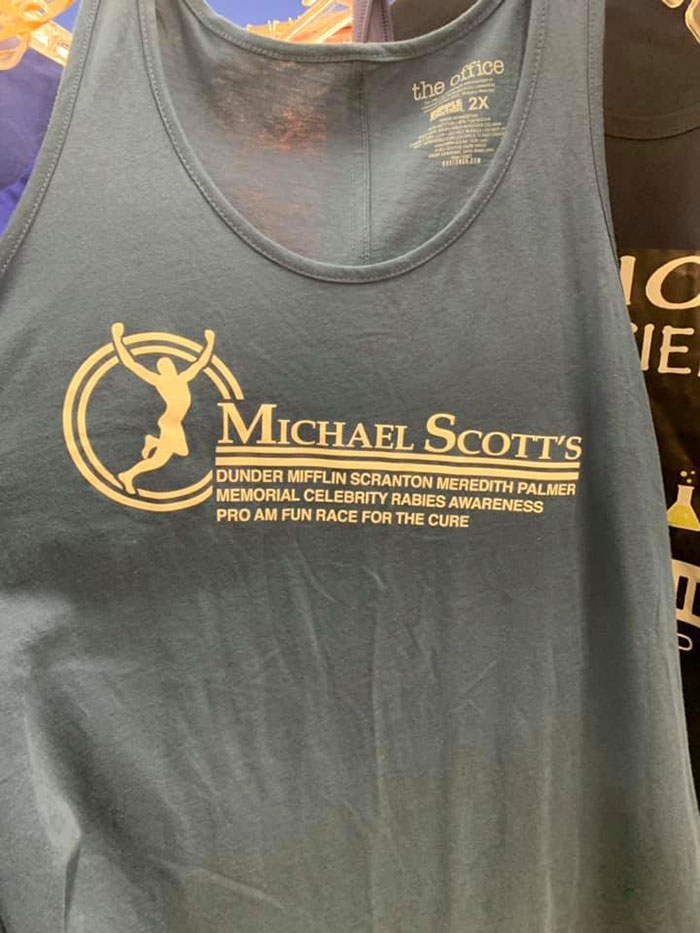 the office
2X
MICHAEL SCOTT'S
DUNDER MIFFLIN SCRANTON MEREDITH PALMER
MEMORIAL CELEBRITY RABIES AWARENESS
PRO AM FUN RACE FOR THE CURE